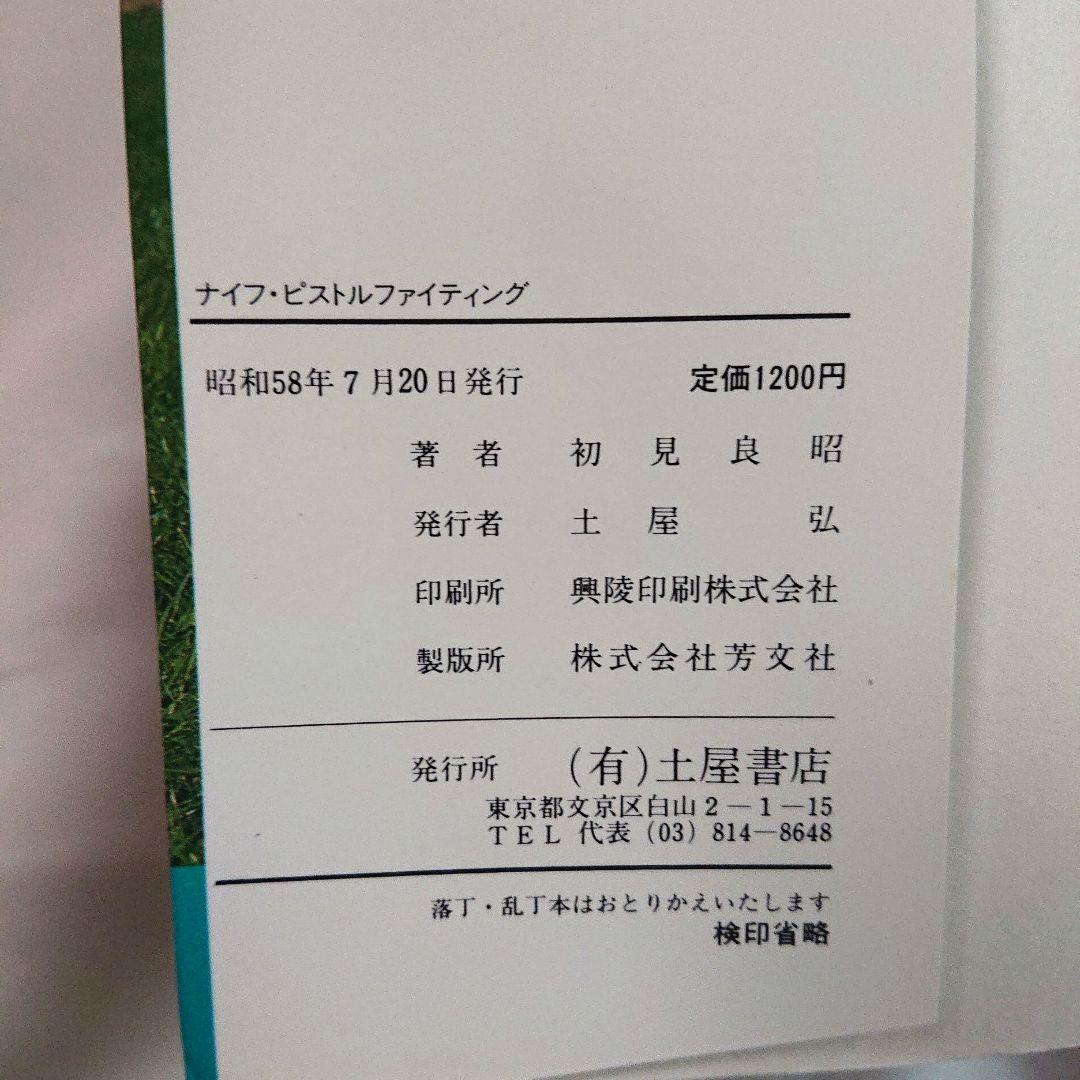 ナイフ・ピストルファイティング
昭和58年7月20日発行 定価1200円
著者 初見良昭
発行者 土屋 弘
印刷所 興陵印刷株式会社
製版所 株式会社芳文社
発行所 (有)土屋書店
東京都文京区白山2-1-15
TEL 代表 (03) 814-8648
落丁・乱丁本はおとりかえいたします
検印省略